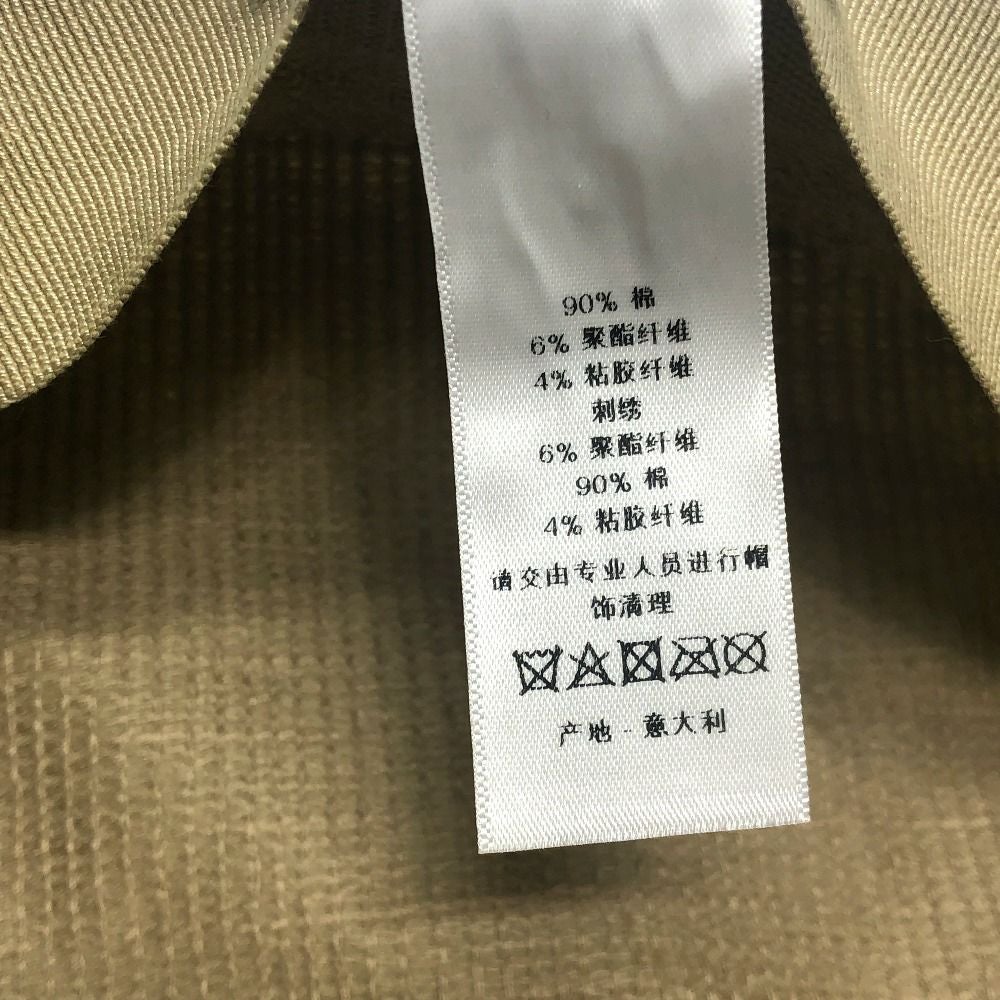 90% 棉
6% 聚酯纤维
4% 粘胶纤维
刺绣
6% 聚酯纤维
90% 棉
4% 粘胶纤维
请交由专业人员进行帽
饰清理
产地 - 意大利